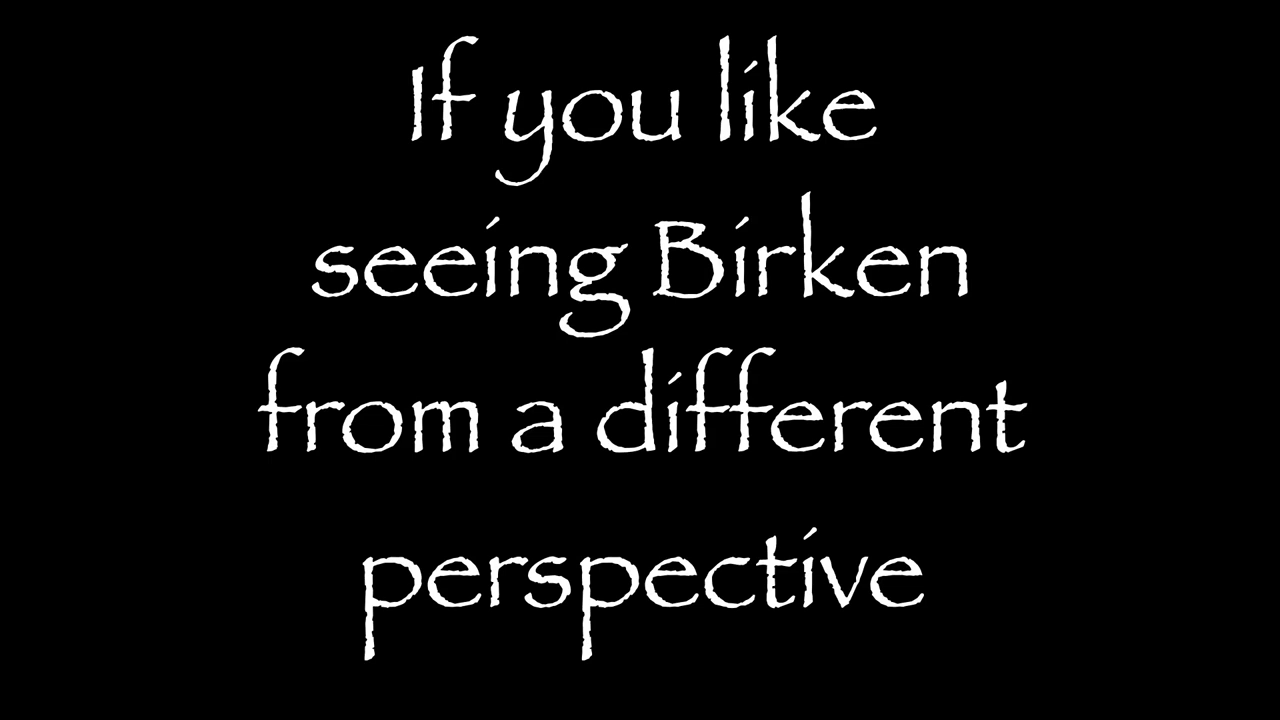 If you like
seeing Birken
from a different
perspective